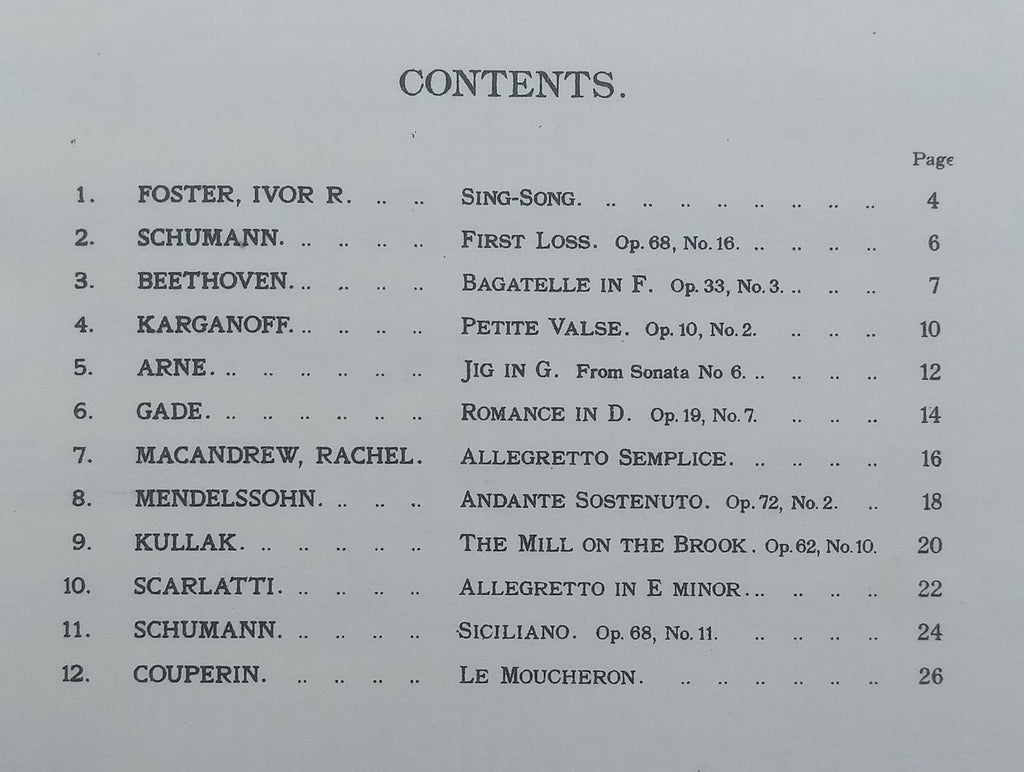 CONTENTS.
Page
1. FOSTER, IVOR R. .. .. SING-SONG. .. .. .. .. .. .. .. .. 4
2. SCHUMANN. .. .. .. .. FIRST LOSS. Op. 68, No. 16. .. .. .. .. 6
3. BEETHOVEN. .. .. .. .. BAGATELLE IN F. Op. 33, No. 3. .. .. .. 7
4. KARGANOFF. .. .. .. .. PETITE VALSE. Op. 10, No. 2. .. .. .. 10
5. ARNE. .. .. .. .. .. .. JIG IN G. From Sonata No 6. .. .. .. .. 12
6. GADE. .. .. .. .. .. .. ROMANCE IN D. Op. 19, No. 7. .. .. .. 14
7. MACANDREW, RACHEL. ALLEGRETTO SEMPLICE. .. .. .. .. 16
8. MENDELSSOHN. .. .. .. ANDANTE SOSTENUTO. Op. 72, No. 2. .. 18
9. KULLAK. .. .. .. .. .. THE MILL ON THE BROOK. Op. 62, No. 10. 20
10. SCARLATTI. .. .. .. .. ALLEGRETTO IN E MINOR. .. .. .. .. 22
11. SCHUMANN. .. .. .. .. SICILIANO. Op. 68, No. 11. .. .. .. .. 24
12. COUPERIN. .. .. .. .. LE MOUCHERON. .. .. .. .. .. .. 26